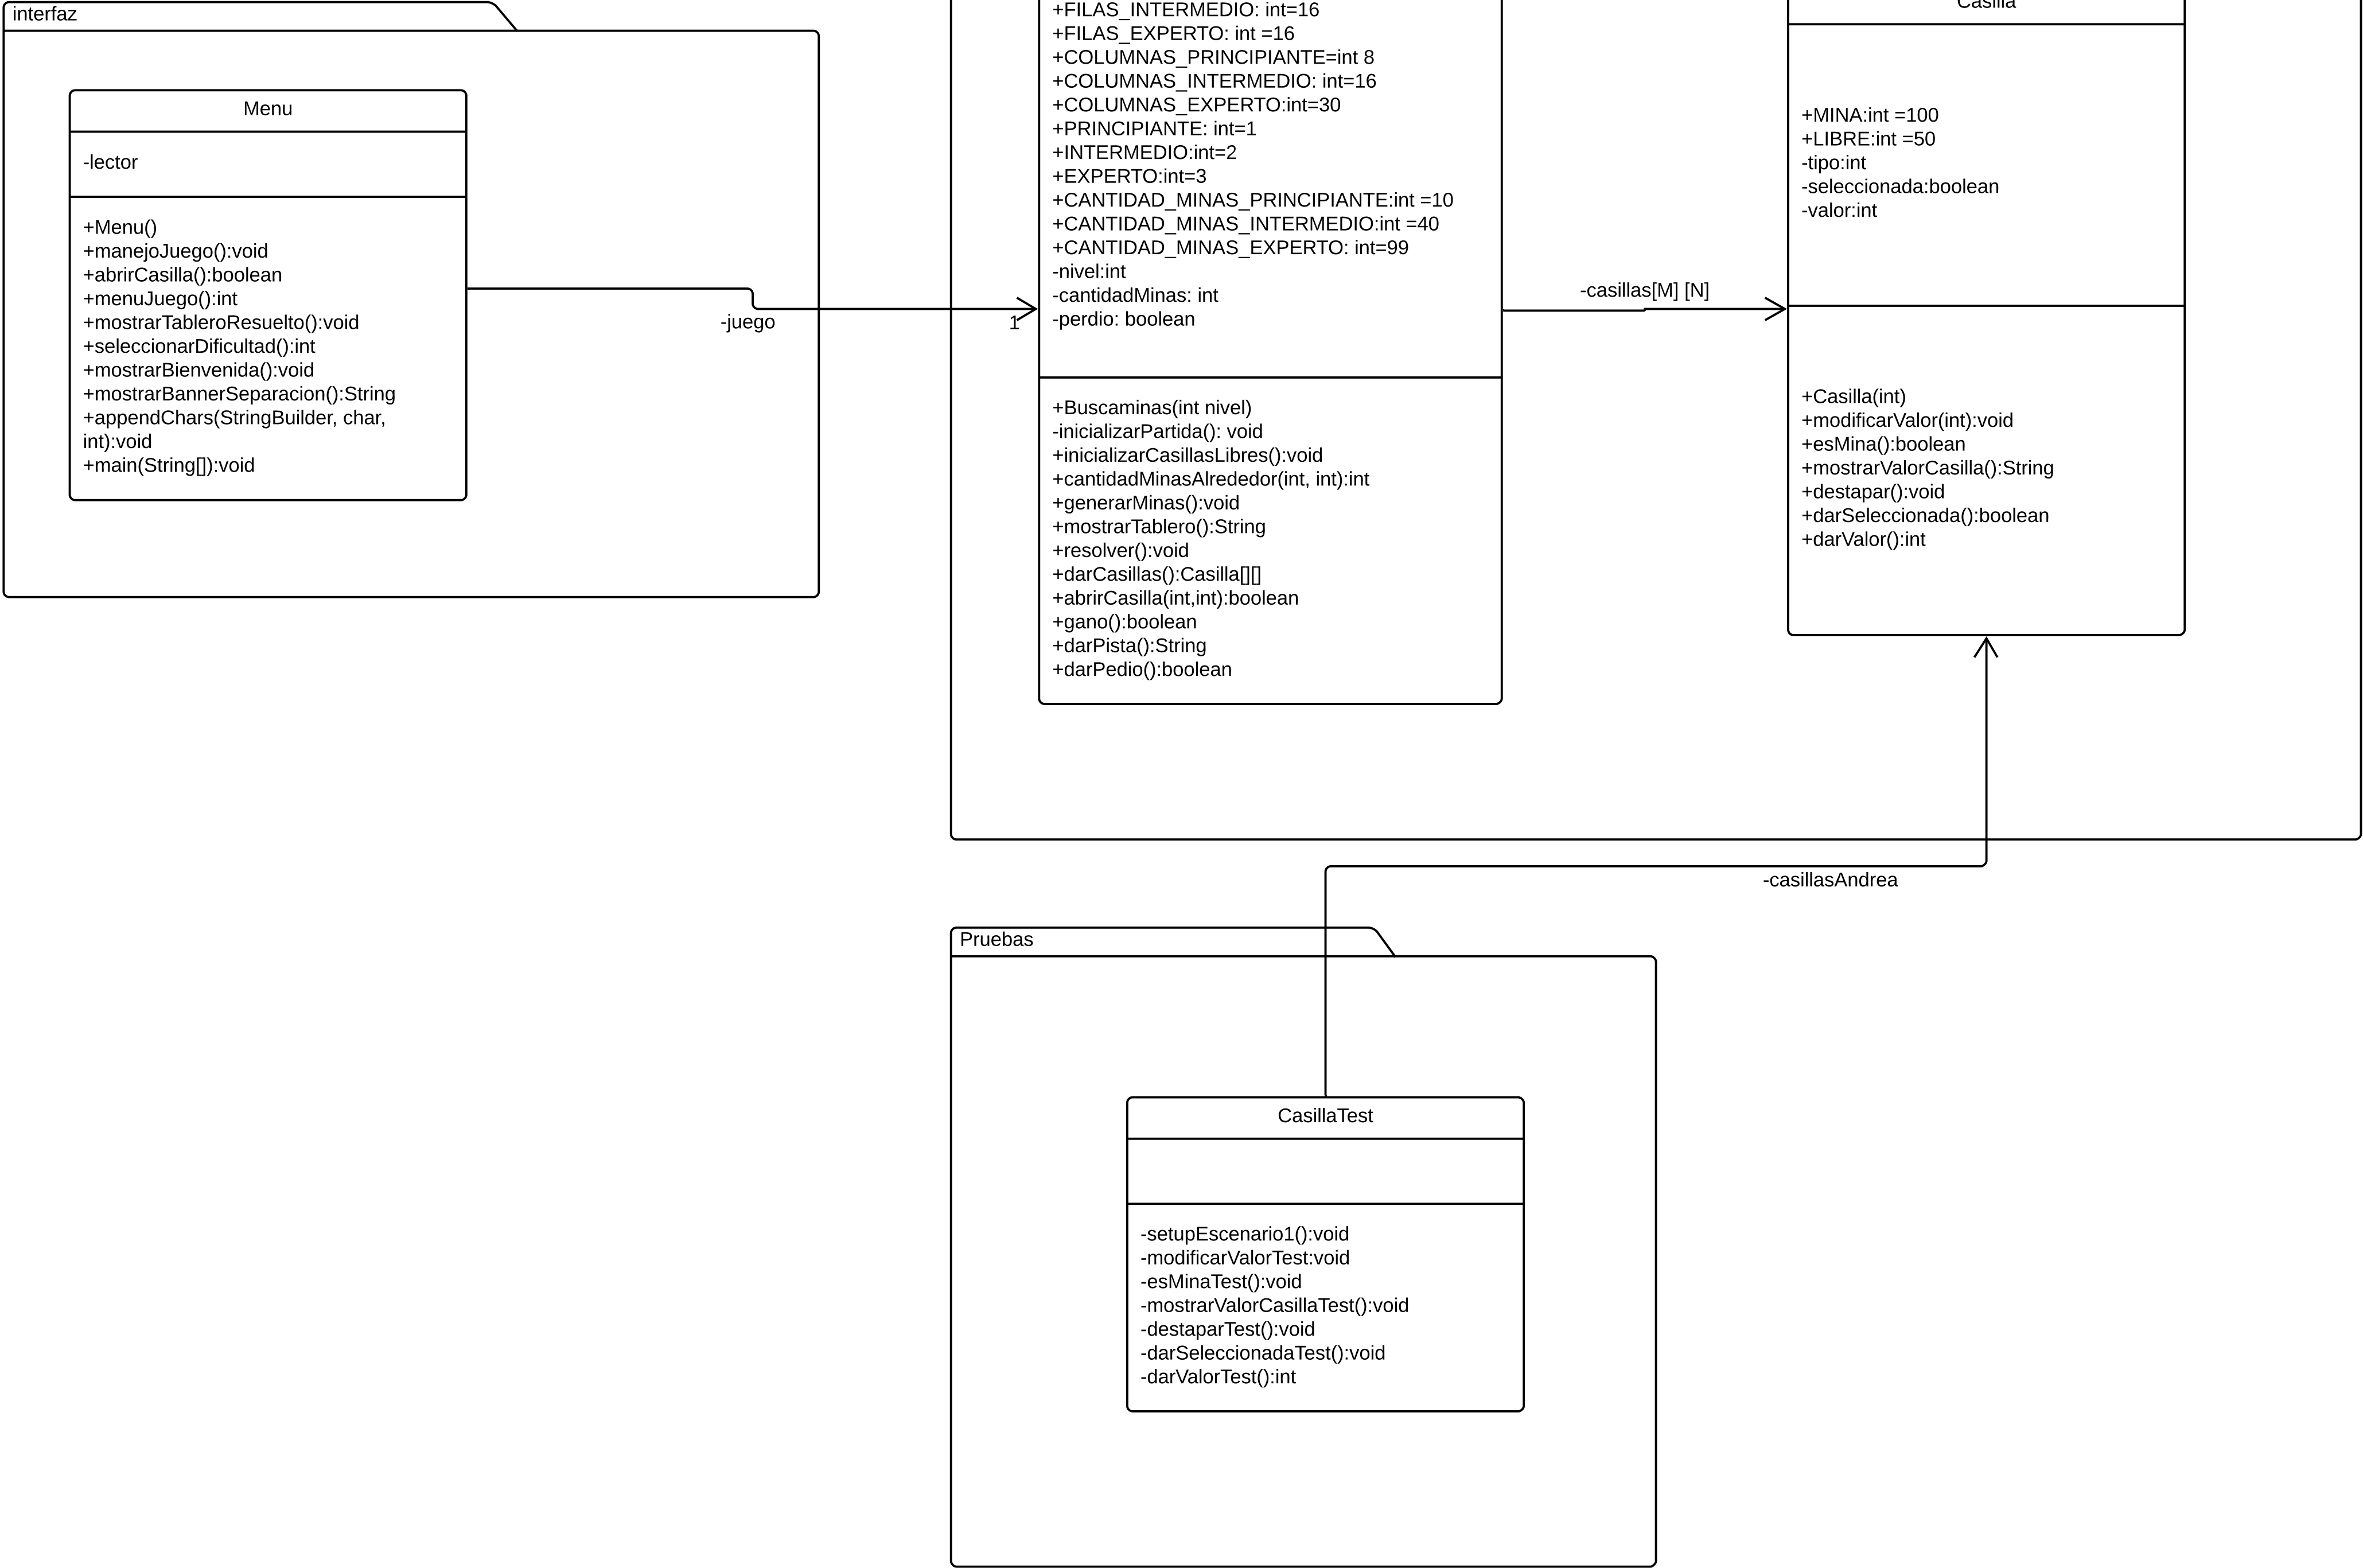 interfaz
Menu
-lector
+Menu()
+manejoJuego():void
+abrirCasilla():boolean
+menuJuego():int
+mostrarTableroResuelto():void
+seleccionarDificultad():int
+mostrarBienvenida():void
+mostrarBannerSeparacion():String
+appendChars(StringBuilder, char,
int):void
+main(String[]):void
-juego
1
+FILAS_INTERMEDIO: int=16
+FILAS_EXPERTO: int =16
+COLUMNAS_PRINCIPIANTE=int 8
+COLUMNAS_INTERMEDIO: int=16
+COLUMNAS_EXPERTO:int=30
+PRINCIPIANTE: int=1
+INTERMEDIO:int=2
+EXPERTO:int=3
+CANTIDAD_MINAS_PRINCIPIANTE:int =10
+CANTIDAD_MINAS_INTERMEDIO:int =40
+CANTIDAD_MINAS_EXPERTO: int=99
-nivel:int
-cantidadMinas: int
-perdio: boolean
+Buscaminas(int nivel)
-inicializarPartida(): void
+inicializarCasillasLibres():void
+cantidadMinasAlrededor(int, int):int
+generarMinas():void
+mostrarTablero():String
+resolver():void
+darCasillas():Casilla[][]
+abrirCasilla(int,int):boolean
+gano():boolean
+darPista():String
+darPedio():boolean
-casillas[M] [N]
Casilla
+MINA:int =100
+LIBRE:int =50
-tipo:int
-seleccionada:boolean
-valor:int
+Casilla(int)
+modificarValor(int):void
+esMina():boolean
+mostrarValorCasilla():String
+destapar():void
+darSeleccionada():boolean
+darValor():int
-casillasAndrea
Pruebas
CasillaTest
-setupEscenario1():void
-modificarValorTest:void
-esMinaTest():void
-mostrarValorCasillaTest():void
-destaparTest():void
-darSeleccionadaTest():void
-darValorTest():int